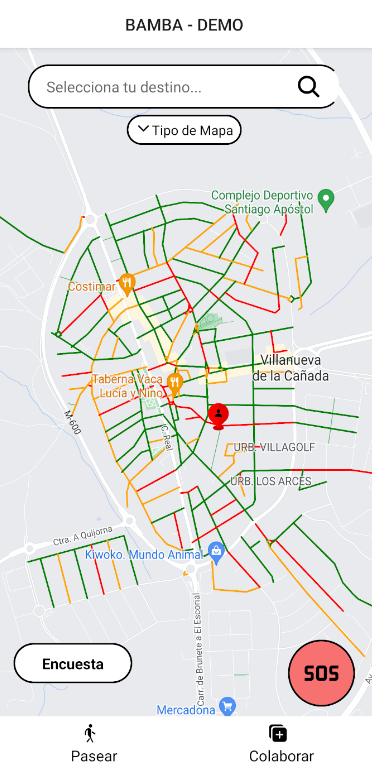 BAMBA - DEMO
Selecciona tu destino...
Tipo de Mapa
Complejo Deportivo
Santiago Apóstol
Costimar
Villanueva
de la Cañada
Taberna Vaca
Lucía y Nino
M-600
C. Real
URB. VILLAGOLF
URB. LOS ARCES
Ctra. A Quijorna
Kiwoko. Mundo Animal
Carr. de Brunete a El Escorial
Encuesta
SOS
Mercadona
Pasear
Colaborar